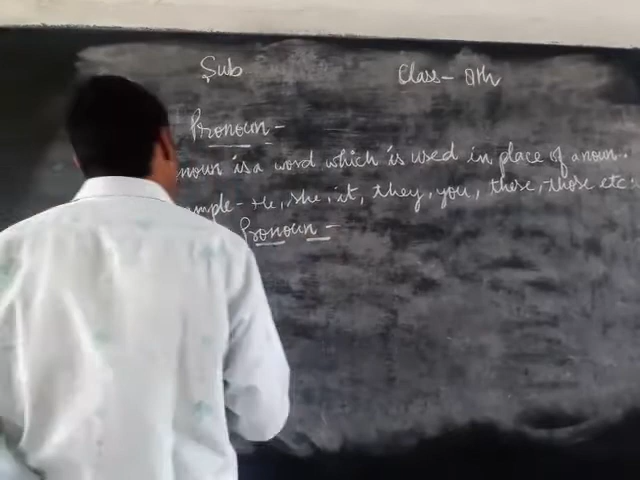 Sub Class- 8th
Pronoun -
noun is a word which is used in place of a noun.
ample - He, she, it, they, you, these, those etc.
Pronoun -